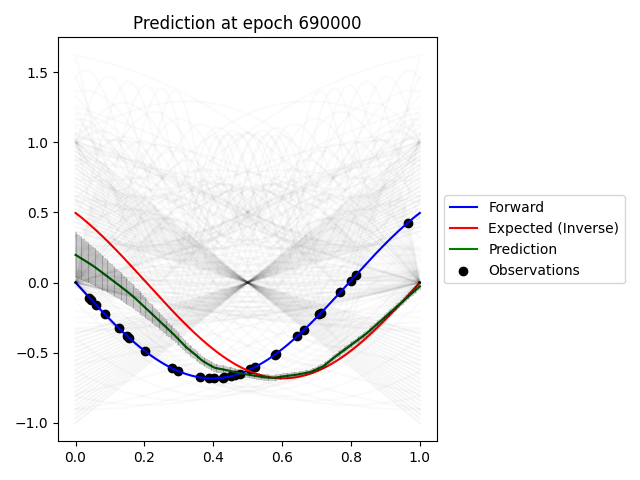 Prediction at epoch 690000
1.5
1.0
0.5
0.0
−0.5
−1.0
0.0 0.2 0.4 0.6 0.8 1.0
Forward
Expected (Inverse)
Prediction
Observations